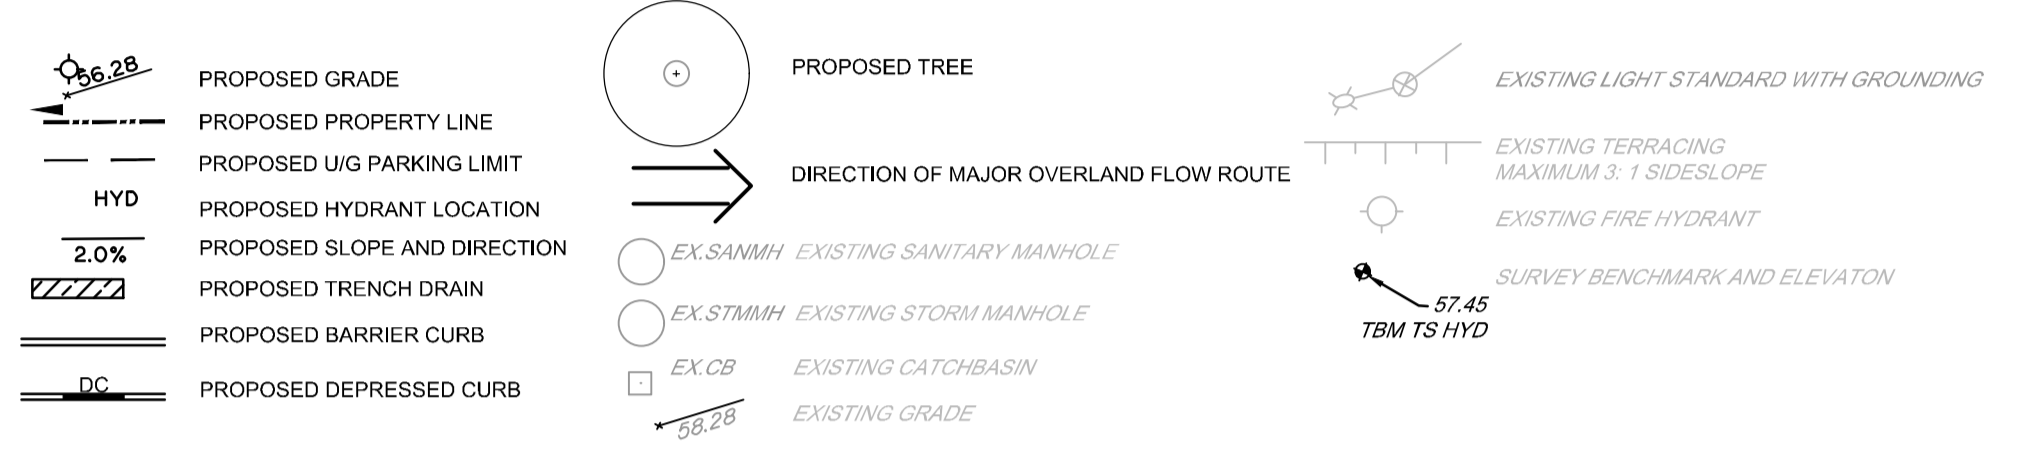 56.28 PROPOSED GRADE
PROPOSED PROPERTY LINE
PROPOSED U/G PARKING LIMIT
HYD PROPOSED HYDRANT LOCATION
2.0% PROPOSED SLOPE AND DIRECTION
PROPOSED TRENCH DRAIN
PROPOSED BARRIER CURB
DC PROPOSED DEPRESSED CURB
PROPOSED TREE
DIRECTION OF MAJOR OVERLAND FLOW ROUTE
EX.SANMH EXISTING SANITARY MANHOLE
EX.STMMH EXISTING STORM MANHOLE
EX.CB EXISTING CATCHBASIN
58.28 EXISTING GRADE
EXISTING LIGHT STANDARD WITH GROUNDING
EXISTING TERRACING
MAXIMUM 3: 1 SIDESLOPE
EXISTING FIRE HYDRANT
SURVEY BENCHMARK AND ELEVATON
57.45
TBM TS HYD